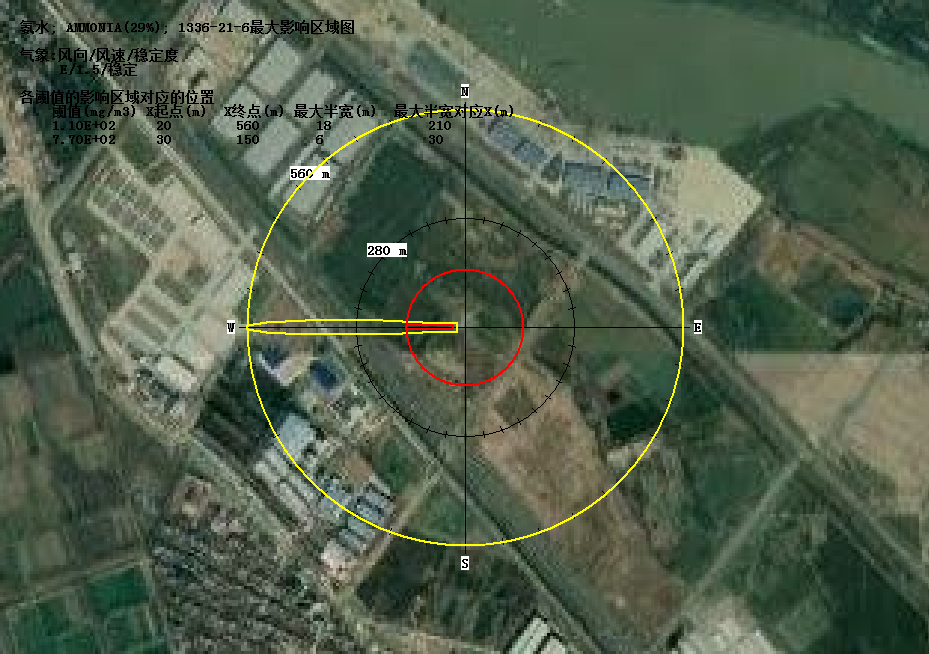 氨水; AMMONIA(29%); 1336-21-6最大影响区域图
气象:风向/风速/稳定度
E/1.5/稳定
各阈值的影响区域对应的位置
阈值(mg/m3) X起点(m) X终点(m) 最大半宽(m) 最大半宽对应X(m)
1.10E+02 20 560 18 210
7.70E+02 30 150 6 30
N
560 m
280 m
W
E
S